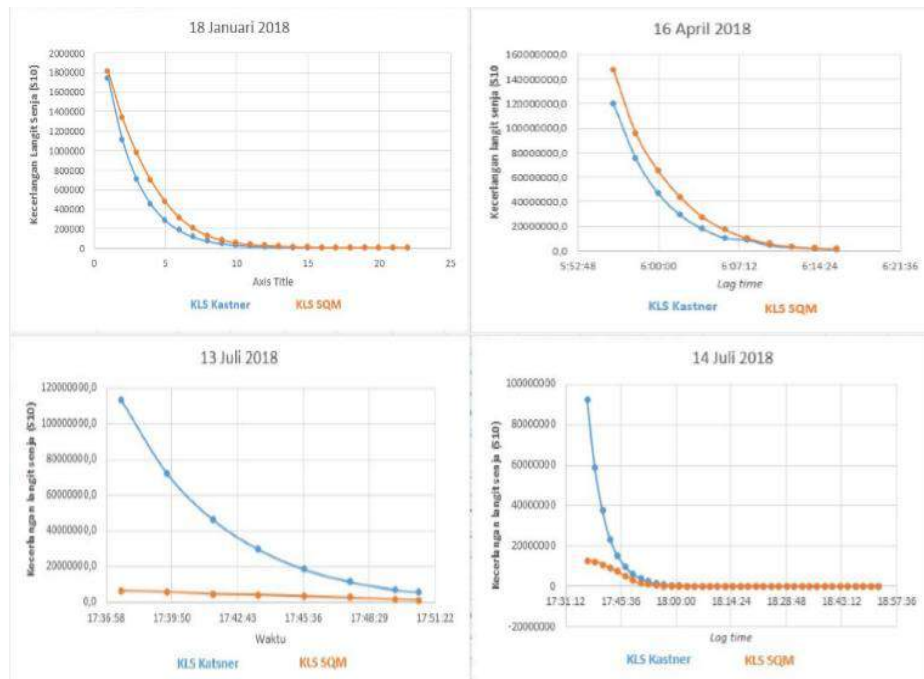 18 Januari 2018
Kecerlangan Langit Senja (S10)
2000000
1800000
1600000
1400000
1200000
1000000
800000
600000
400000
200000
0
0 5 10 15 20 25
Axis Title
KLS Kastner KLS SQM
16 April 2018
Kecerlangan langit senja (S10
160000000,0
140000000,0
120000000,0
100000000,0
80000000,0
60000000,0
40000000,0
20000000,0
0,0
5:52:48 6:00:00 6:07:12 6:14:24 6:21:36
Lag time
KLS Kastner KLS SQM
13 Juli 2018
Kecerlangan langit senja (S10)
120000000,0
100000000,0
80000000,0
60000000,0
40000000,0
20000000,0
0,0
17:36:58 17:39:50 17:42:43 17:45:36 17:48:29 17:51:22
Waktu
KLS Katsner KLS SQM
14 Juli 2018
Kecerlangan langit senja (S10)
100000000
80000000
60000000
40000000
20000000
0
-20000000
17:31:12 17:45:36 18:00:00 18:14:24 18:28:48 18:43:12 18:57:36
Lag time
KLS Kastner KLS SQM